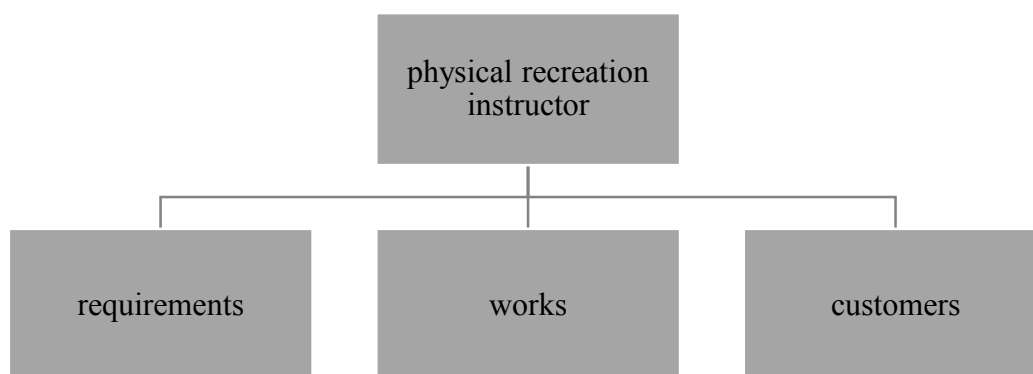 physical recreation
instructor
requirements
works
customers